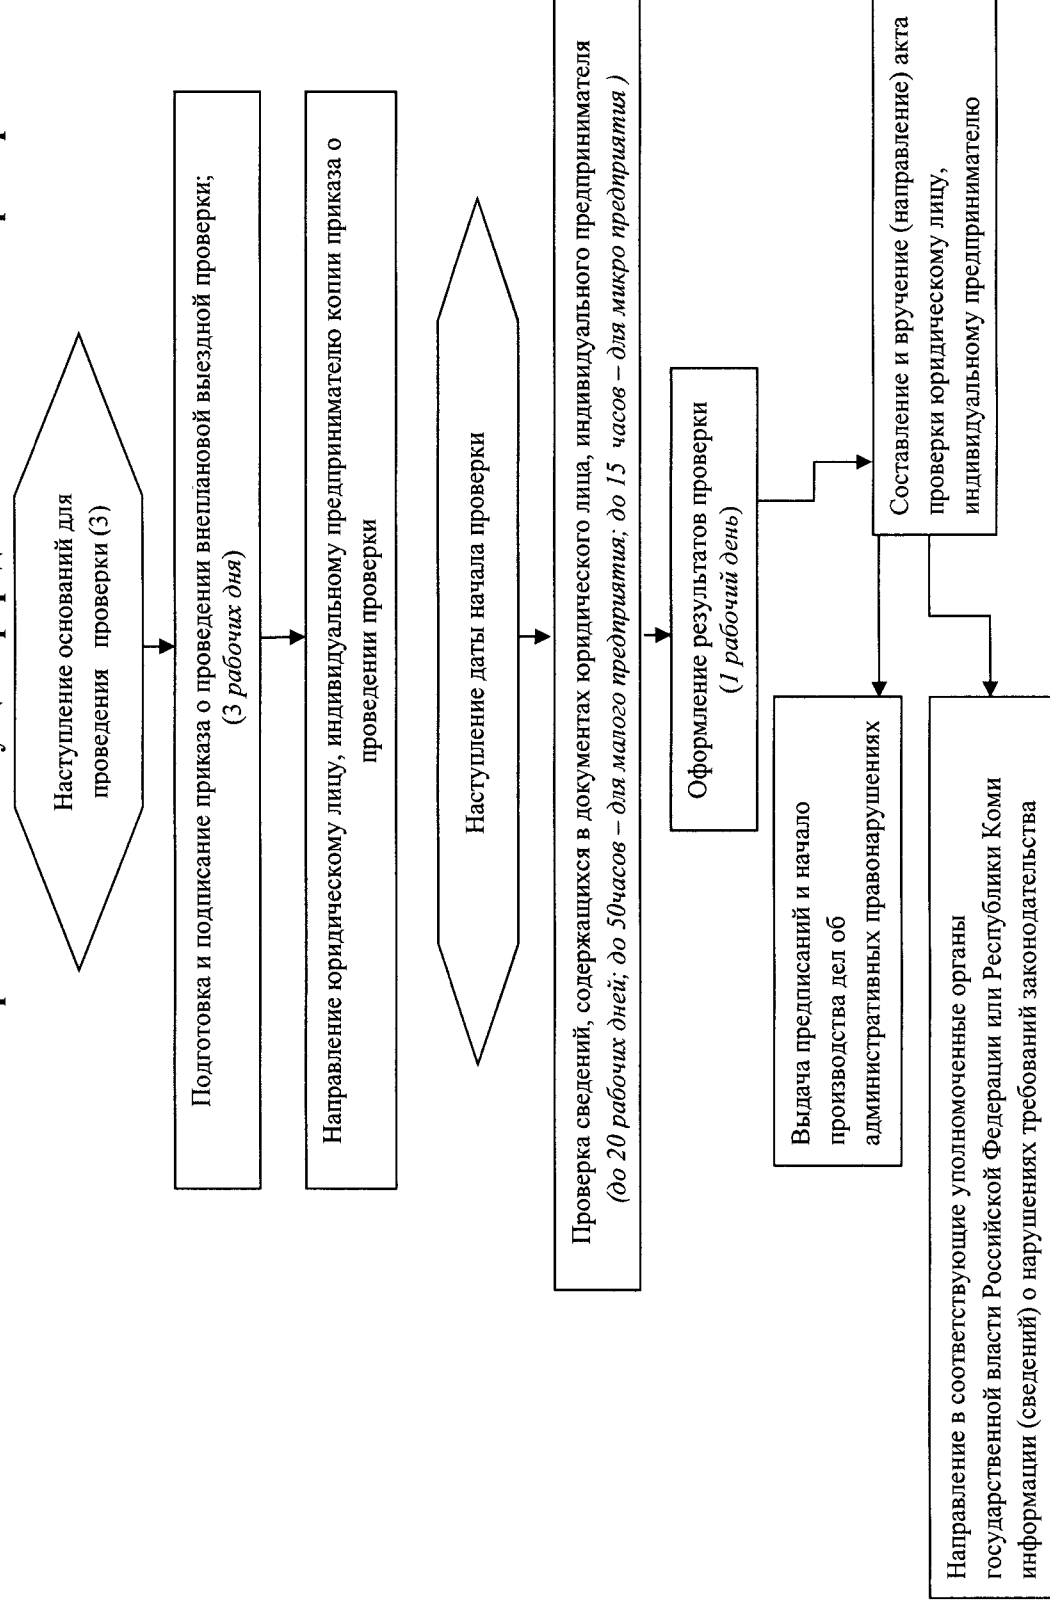 Наступление оснований для
проведения проверки (3)
Подготовка и подписание приказа о проведении внеплановой выездной проверки;
(3 рабочих дня)
Направление юридическому лицу, индивидуальному предпринимателю копии приказа о
проведении проверки
Наступление даты начала проверки
Проверка сведений, содержащихся в документах юридического лица, индивидуального предпринимателя
(до 20 рабочих дней; до 50часов – для малого предприятия; до 15 часов – для микро предприятия )
Оформление результатов проверки
(1 рабочий день)
Составление и вручение (направление) акта
проверки юридическому лицу,
индивидуальному предпринимателю
Выдача предписаний и начало
производства дел об
административных правонарушениях
Направление в соответствующие уполномоченные органы
государственной власти Российской Федерации или Республики Коми
информации (сведений) о нарушениях требований законодательства